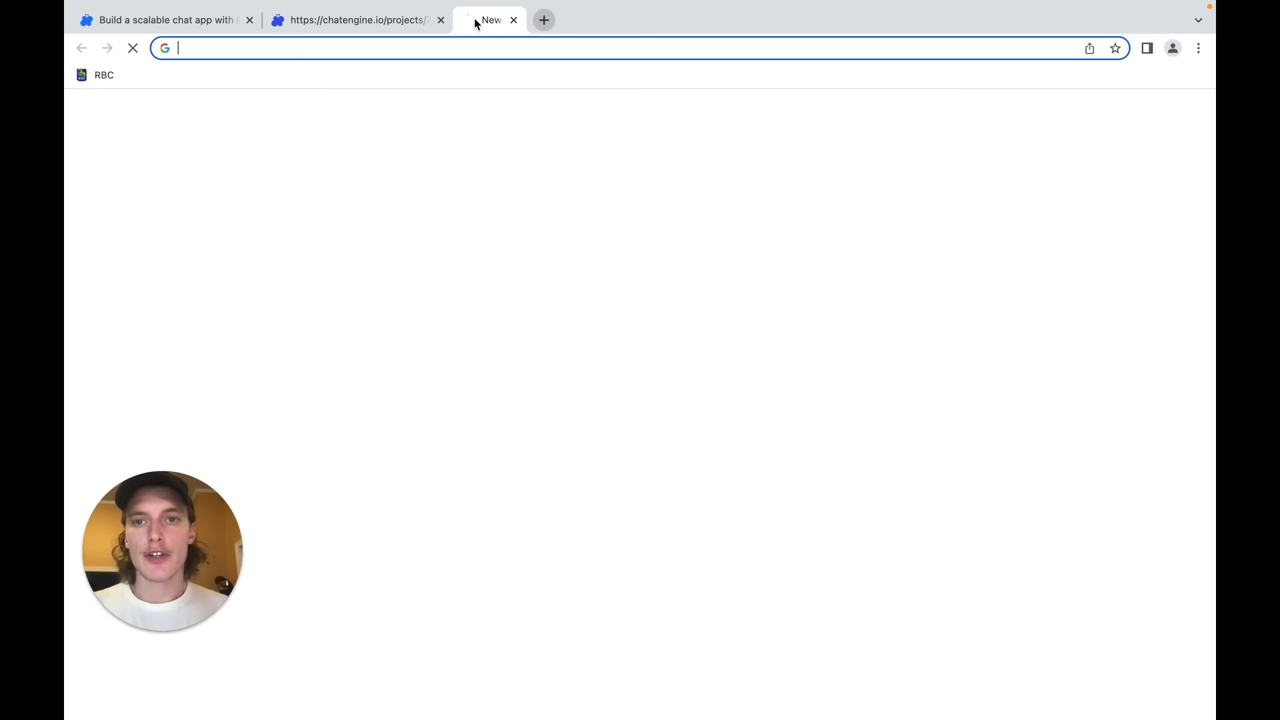 Build a scalable chat app with
https://chatengine.io/projects/
New
RBC